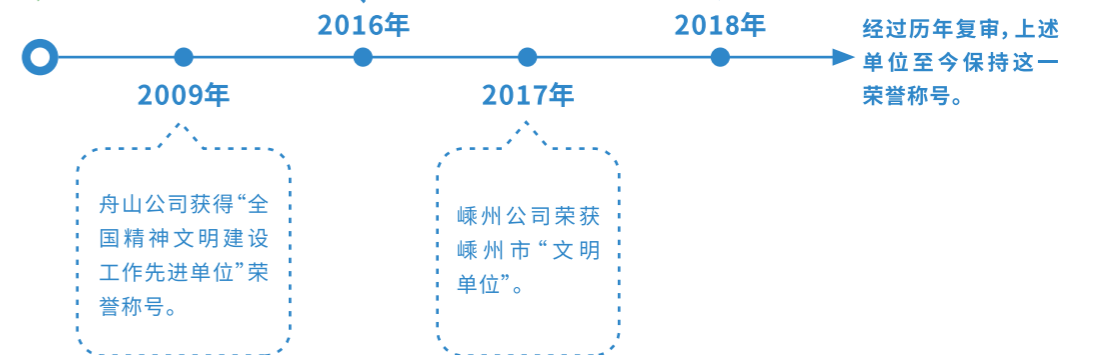 2016年
2018年
经过历年复审，上述
单位至今保持这一
荣誉称号。
2009年
2017年
舟山公司获得“全
国精神文明建设
工作先进单位”荣
誉称号。
嵊州公司荣获
嵊州市“文明
单位”。